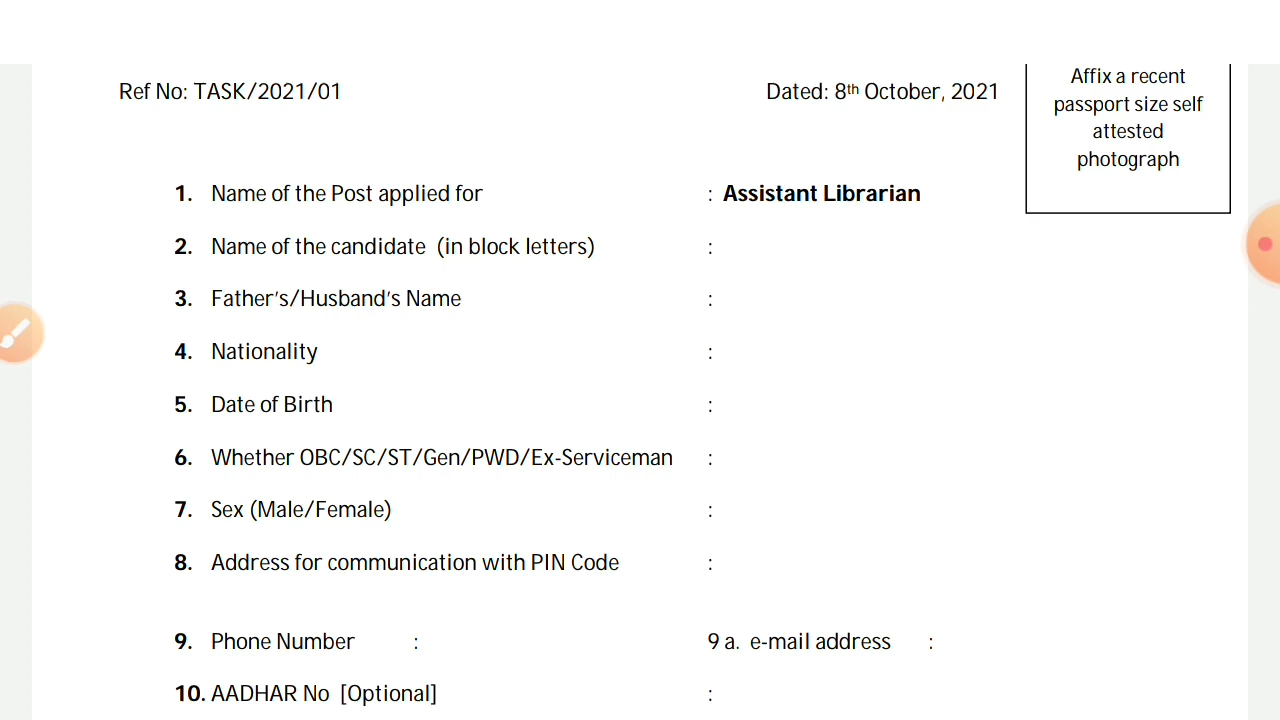 Ref No: TASK/2021/01 Dated: 8th October, 2021
Affix a recent
passport size self
attested
photograph
1. Name of the Post applied for : Assistant Librarian
2. Name of the candidate (in block letters) :
3. Father's/Husband's Name :
4. Nationality :
5. Date of Birth :
6. Whether OBC/SC/ST/Gen/PWD/Ex-Serviceman :
7. Sex (Male/Female) :
8. Address for communication with PIN Code :
9. Phone Number : 9 a. e-mail address :
10. AADHAR No [Optional] :